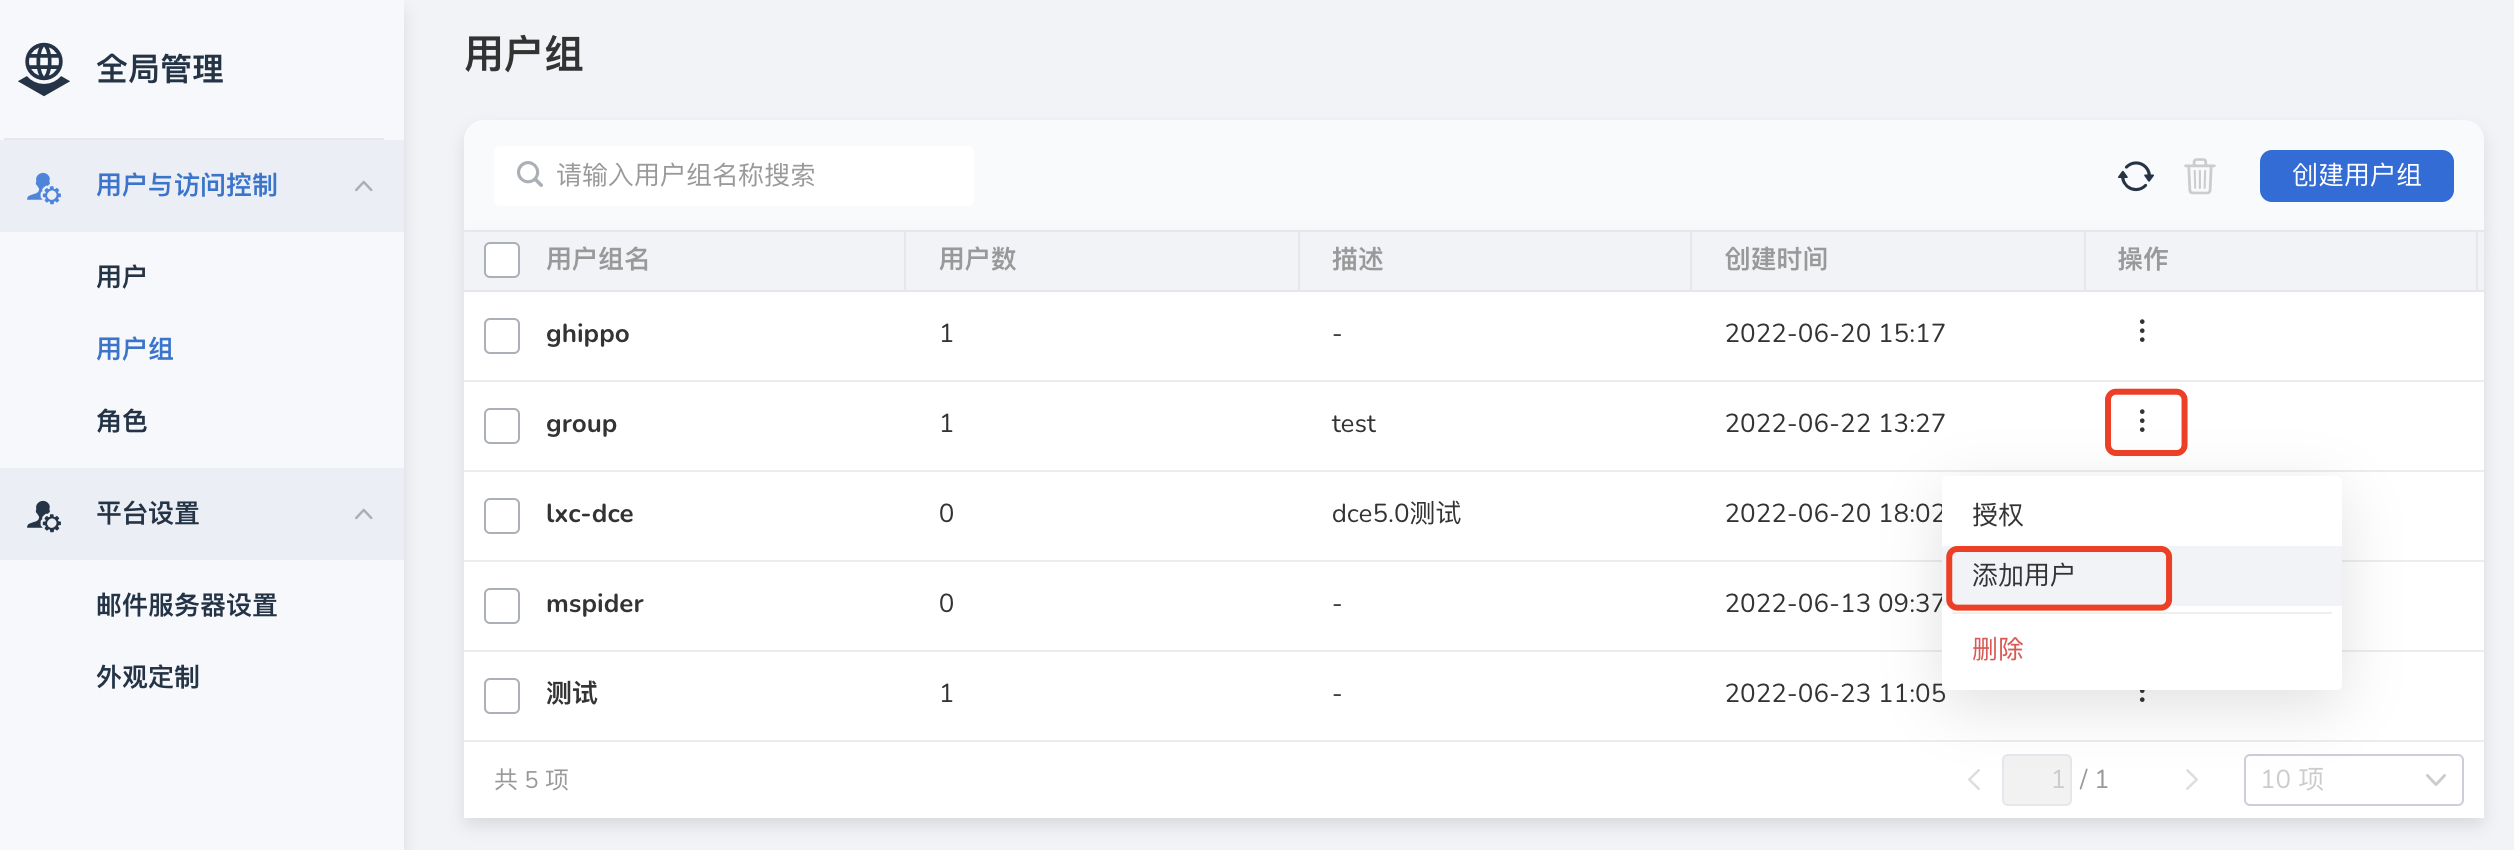 全局管理
用户与访问控制
用户
用户组
角色
平台设置
邮件服务器设置
外观定制
用户组
请输入用户组名称搜索
创建用户组
用户组名 用户数 描述 创建时间 操作
ghippo 1 - 2022-06-20 15:17
group 1 test 2022-06-22 13:27
lxc-dce 0 dce5.0测试 2022-06-20 18:02
mspider 0 - 2022-06-13 09:37
测试 1 - 2022-06-23 11:05
授权
添加用户
删除
共 5 项
1 / 1
10 项